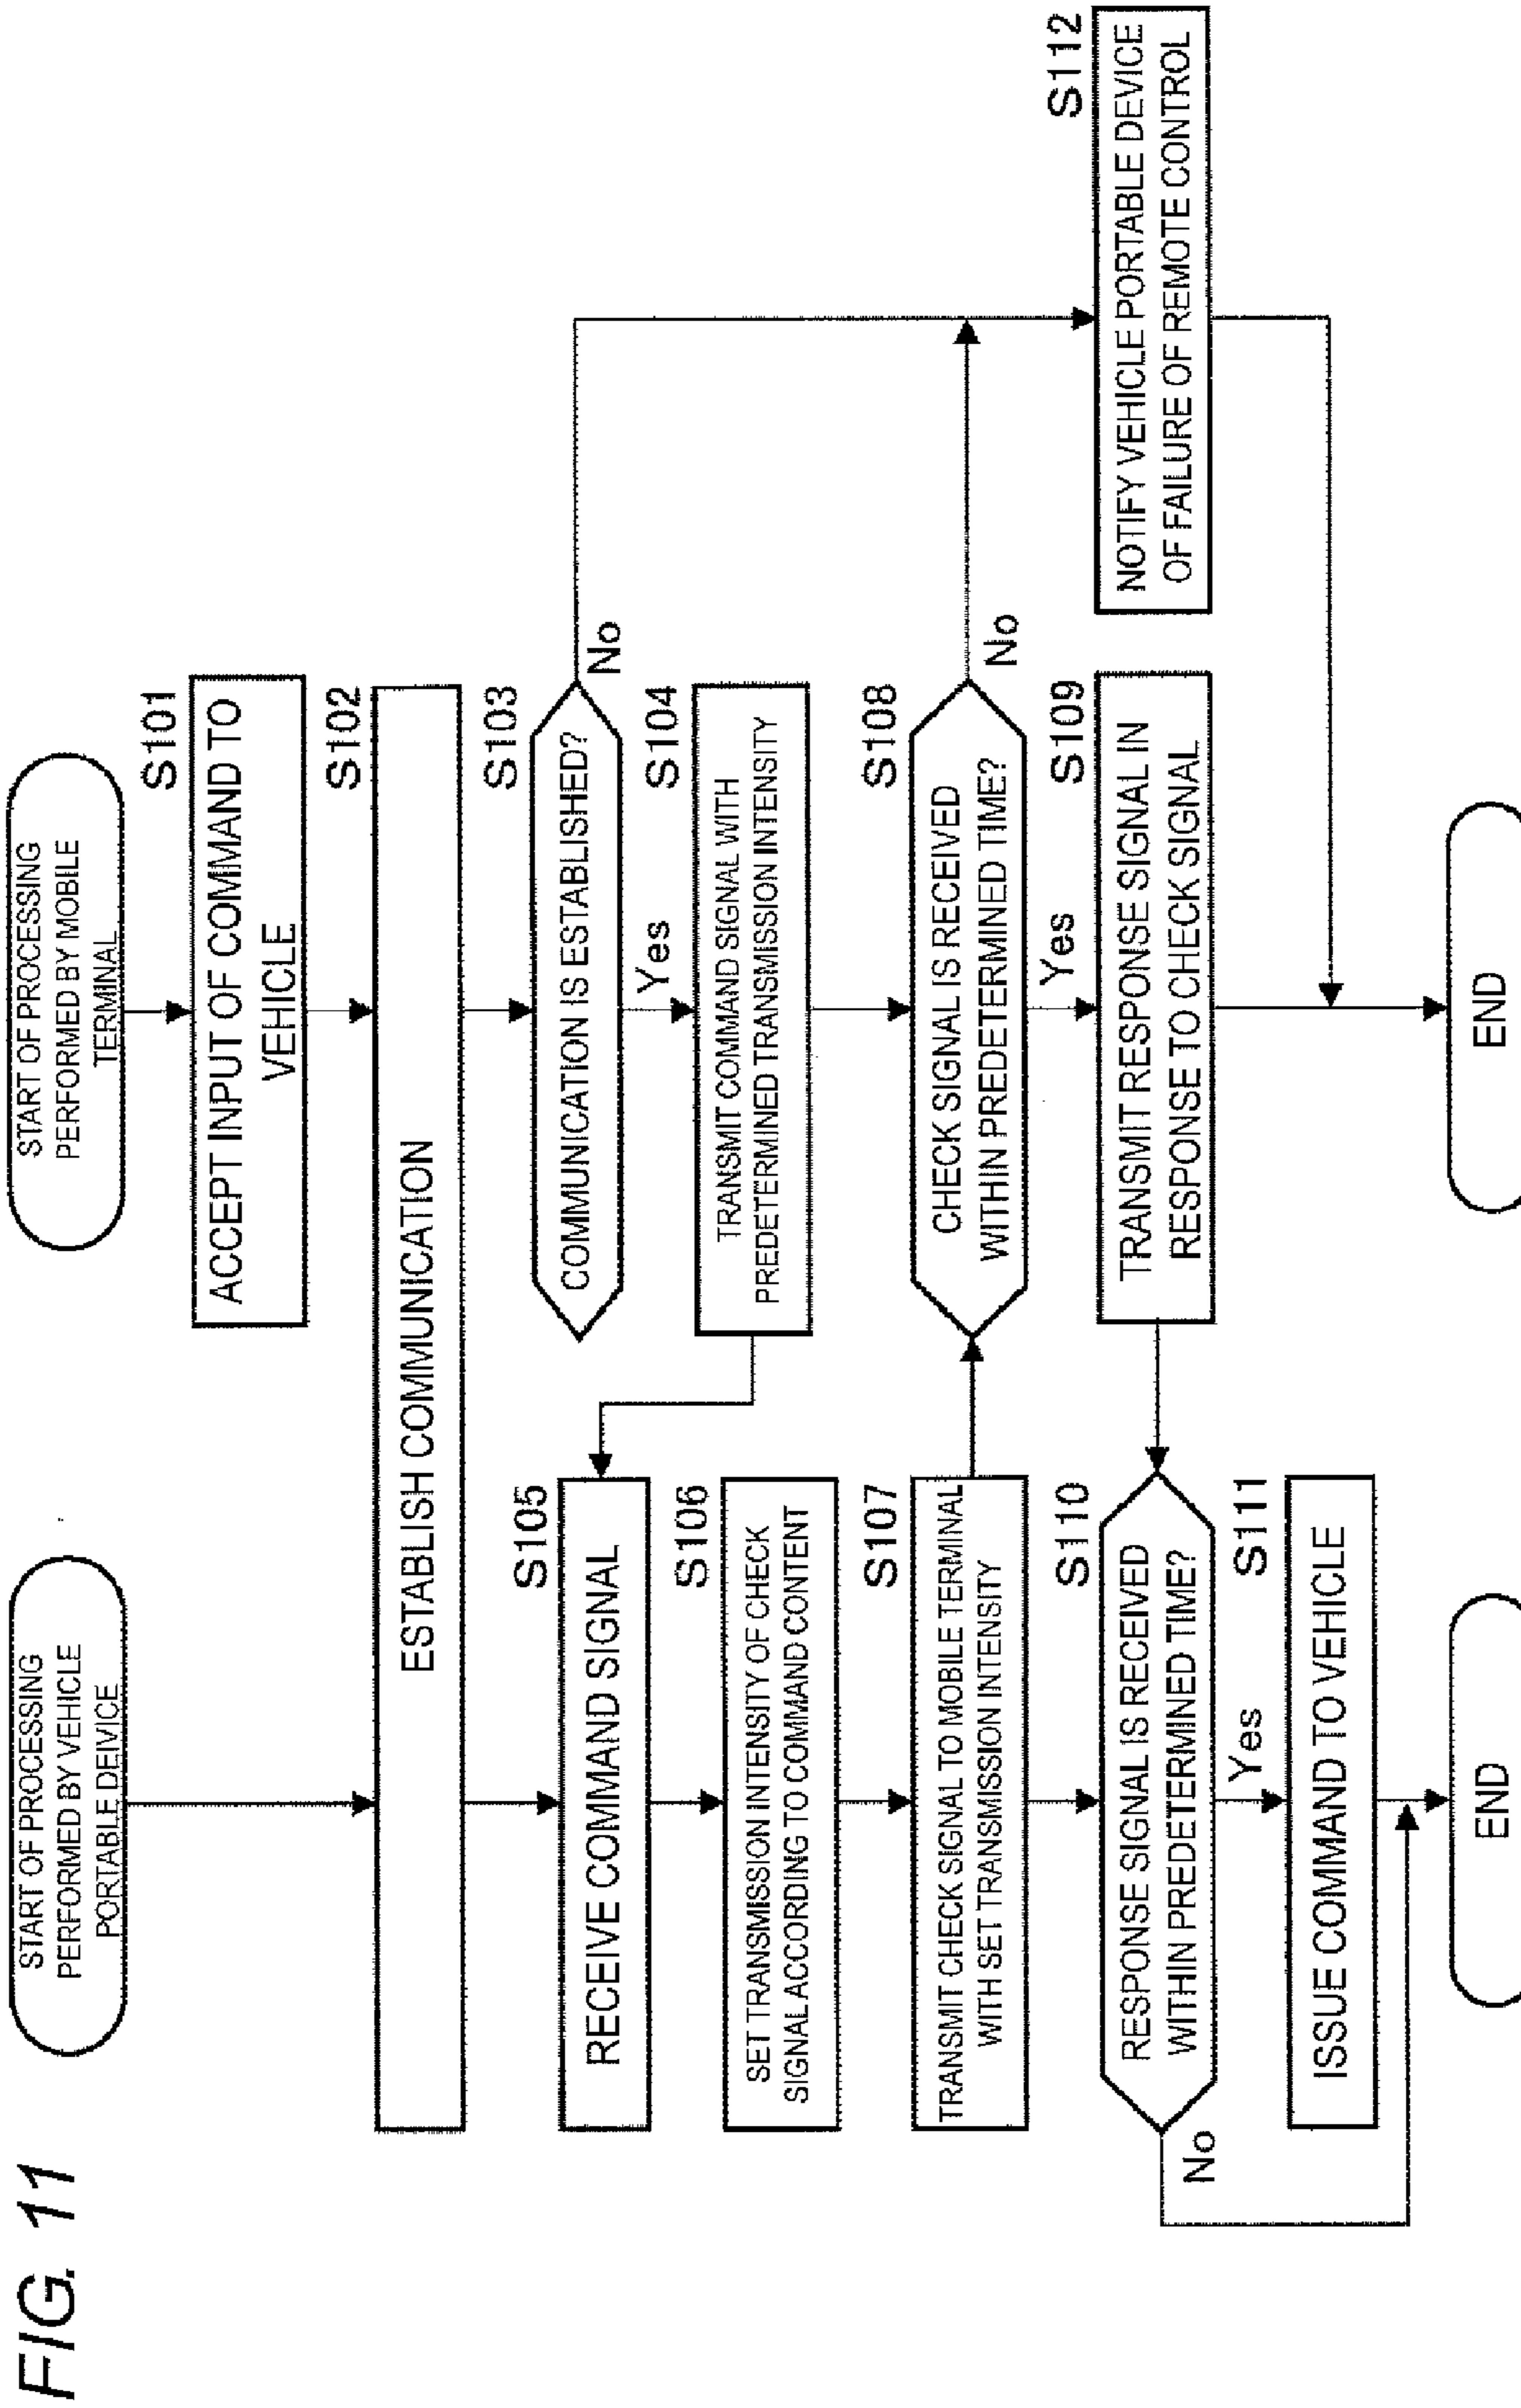 FIG. 11
START OF PROCESSING
PERFORMED BY VEHICLE
PORTABLE DEIVICE
START OF PROCESSING
PERFORMED BY MOBILE
TERMINAL
S101
ACCEPT INPUT OF COMMAND TO
VEHICLE
S102
ESTABLISH COMMUNICATION
S103
COMMUNICATION IS ESTABLISHED?
No
Yes
S104
TRANSMIT COMMAND SIGNAL WITH
PREDETERMINED TRANSMISSION INTENSITY
S105
RECEIVE COMMAND SIGNAL
S106
SET TRANSMISSION INTENSITY OF CHECK
SIGNAL ACCORDING TO COMMAND CONTENT
S107
TRANSMIT CHECK SIGNAL TO MOBILE TERMINAL
WITH SET TRANSMISSION INTENSITY
S108
CHECK SIGNAL IS RECEIVED
WITHIN PREDETERMINED TIME?
No
Yes
S109
TRANSMIT RESPONSE SIGNAL IN
RESPONSE TO CHECK SIGNAL
S110
RESPONSE SIGNAL IS RECEIVED
WITHIN PREDETERMINED TIME?
No
Yes
S111
ISSUE COMMAND TO VEHICLE
S112
NOTIFY VEHICLE PORTABLE DEVICE
OF FAILURE OF REMOTE CONTROL
END
END